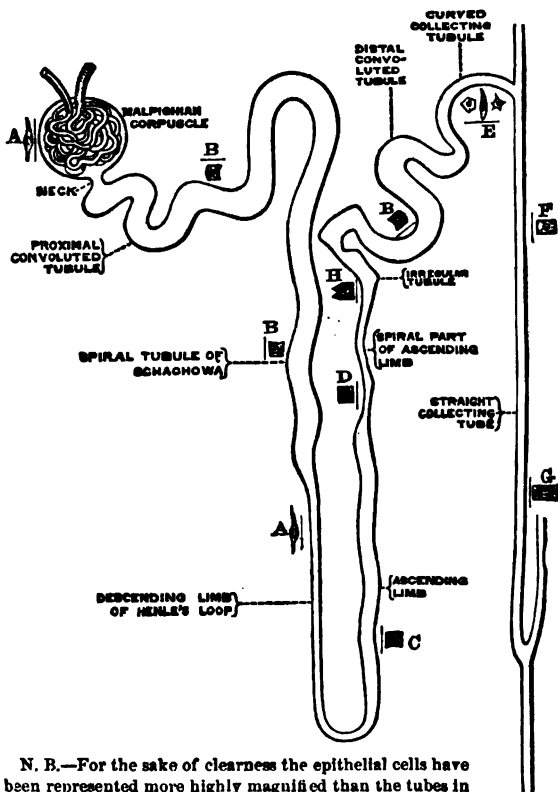 CURVED
COLLECTING
TUBULE
DISTAL
CONVO-
LUTED
TUBULE
MALPIGHIAN
CORPUSCLE
A
B
E
NECK
B
F
PROXIMAL
CONVOLUTED
TUBULE
H
IRREGULAR
TUBULE
B
SPIRAL TUBULE OF
SCHACHOWA
SPIRAL PART
OF ASCENDING
LIMB
D
STRAIGHT
COLLECTING
TUBE
G
A
DESCENDING LIMB
OF HENLE'S LOOP
ASCENDING
LIMB
C
N. B.—For the sake of clearness the epithelial cells have
been represented more highly magnified than the tubes in